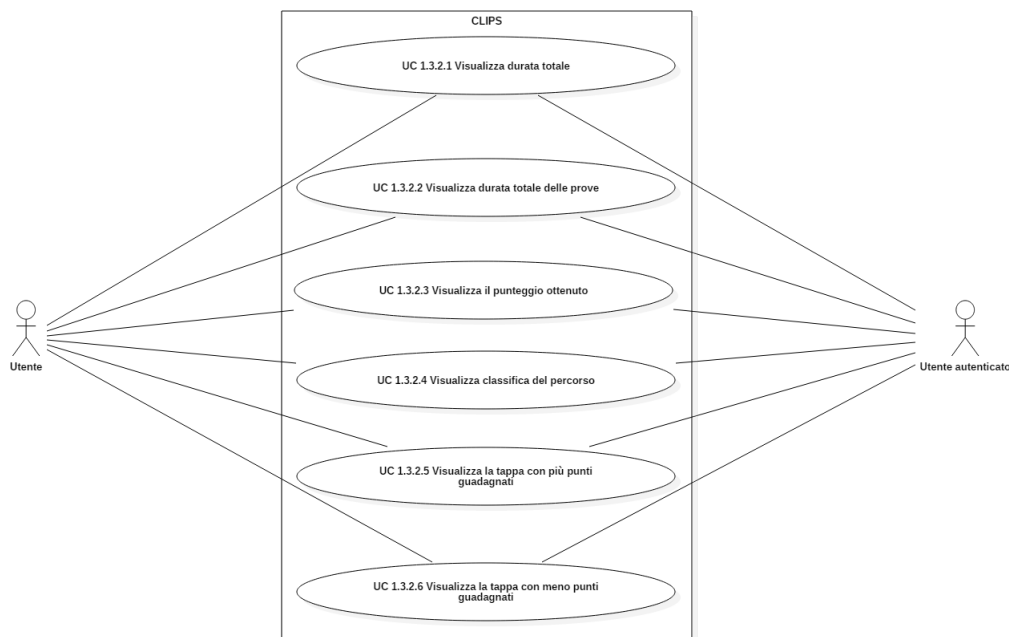 CLIPS
UC 1.3.2.1 Visualizza durata totale
UC 1.3.2.2 Visualizza durata totale delle prove
UC 1.3.2.3 Visualizza il punteggio ottenuto
Utente
Utente autenticato
UC 1.3.2.4 Visualizza classifica del percorso
UC 1.3.2.5 Visualizza la tappa con più punti
guadagnati
UC 1.3.2.6 Visualizza la tappa con meno punti
guadagnati